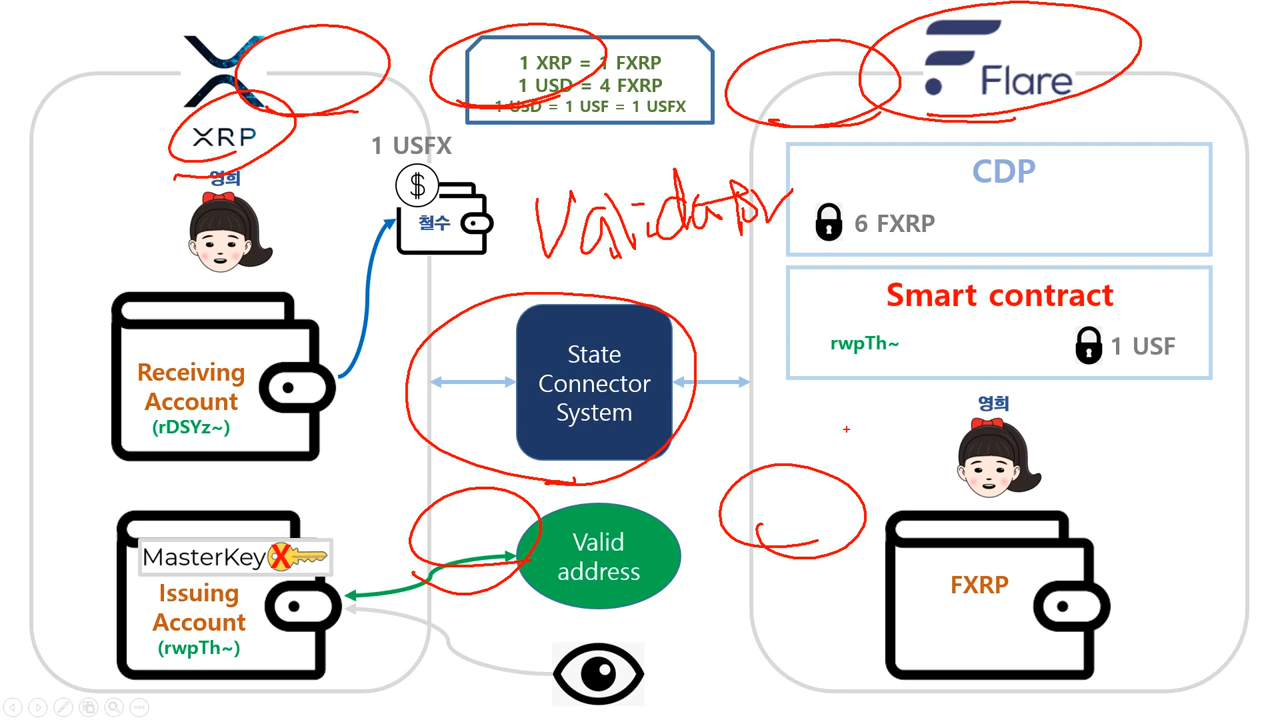 XRP
영희
1 USFX
$
철수
Receiving
Account
(rDSYz~)
MasterKey X
Issuing
Account
(rwpTh~)
1 XRP = 1 FXRP
1 USD = 4 FXRP
1 USD = 1 USF = 1 USFX
Validator
State
Connector
System
Valid
address
Flare
CDP
6 FXRP
Smart contract
rwpTh~
1 USF
영희
FXRP